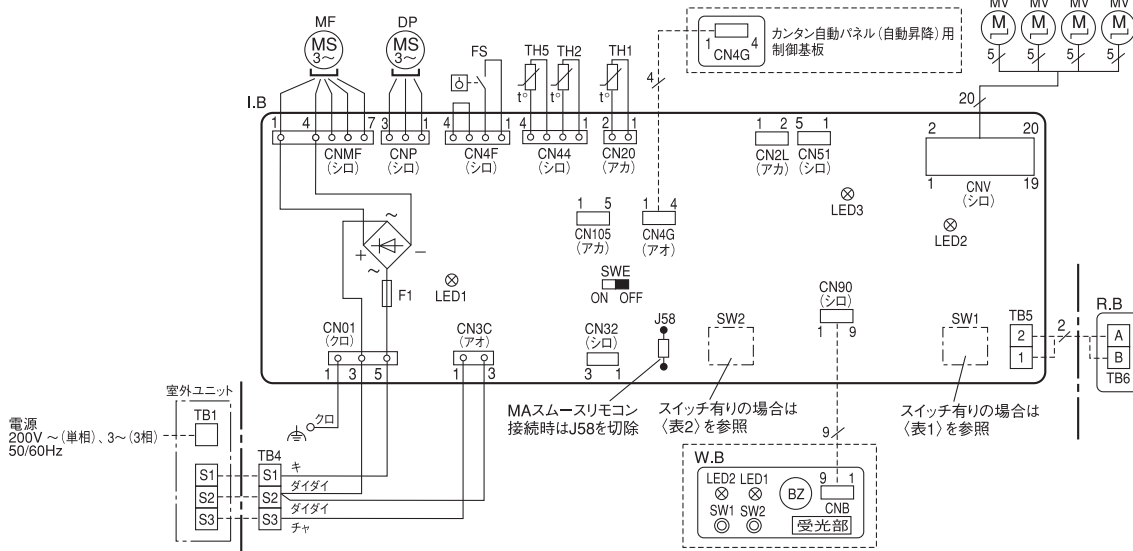 MF
DP
MS
3～
MS
3～
FS
TH5
TH2
TH1
t°
t°
t°
1 4
CN4G
カンタン自動パネル(自動昇降)用
制御基板
MV MV MV MV
M M M M
5 5 5 5
4
20
I.B
1 4 7
CNMF
(シロ)
3 1
CNP
(シロ)
4 1
CN4F
(シロ)
4 1
CN44
(シロ)
2 1
CN20
(アカ)
1 2
CN2L
(アカ)
5 1
CN51
(シロ)
2 20
1 19
CNV
(シロ)
LED3
LED2
1 5
CN105
(アカ)
1 4
CN4G
(アオ)
～
+ －
～
F1
LED1
SWE
ON OFF
CN90
(シロ)
1 9
CN01
(クロ)
1 3 5
CN3C
(アオ)
1 3
CN32
(シロ)
3 1
J58
SW2
SW1
TB5
2
1
2
R.B
A
B
TB6
MAスムースリモコン
接続時はJ58を切除
スイッチ有りの場合は
〈表2〉を参照
スイッチ有りの場合は
〈表1〉を参照
室外ユニット
電源
200V ～(単相)、3～(3相)
50/60Hz
TB1
クロ
TB4
S1 S1 キ
ダイダイ
S2 S2
ダイダイ
S3 S3
チャ
9
W.B
LED2 LED1
SW1 SW2
BZ
9 1
CNB
受光部